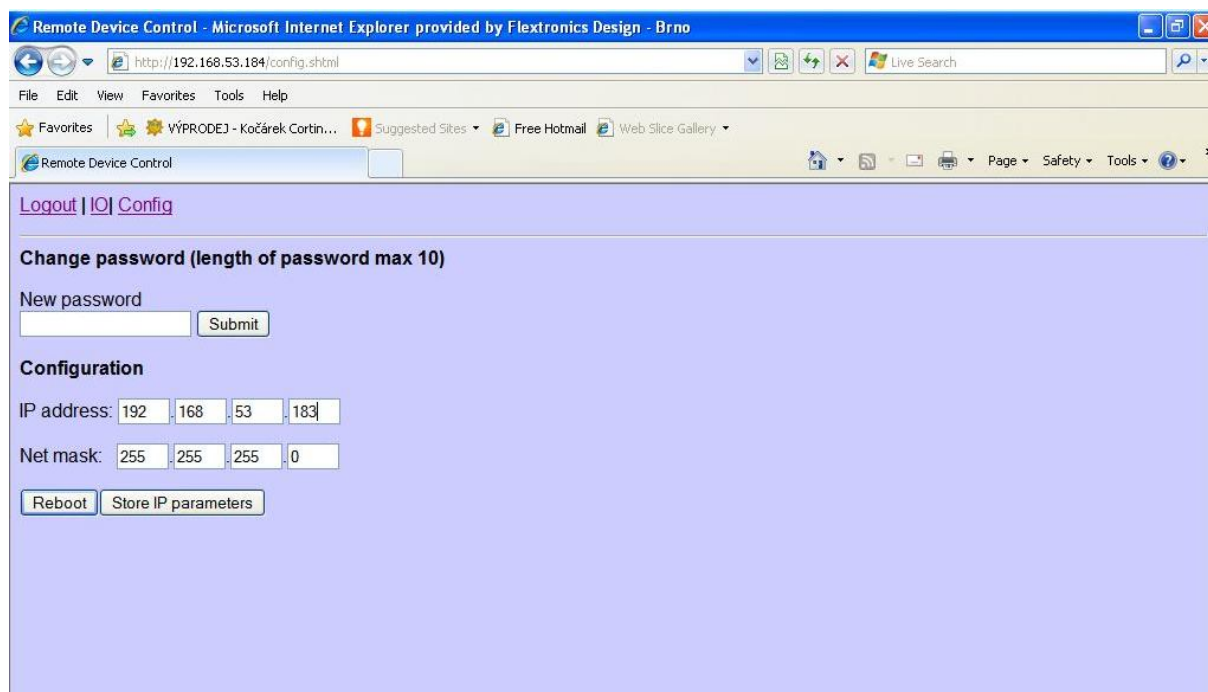 Remote Device Control - Microsoft Internet Explorer provided by Flextronics Design - Brno
http://192.168.53.184/config.shtml Live Search
File Edit View Favorites Tools Help
Favorites VÝPRODEJ - Kočárek Cortin... Suggested Sites Free Hotmail Web Slice Gallery
Remote Device Control Page Safety Tools
Logout | IO| Config
Change password (length of password max 10)
New password
Submit
Configuration
IP address: 192 . 168 . 53 . 183
Net mask: 255 . 255 . 255 . 0
Reboot Store IP parameters